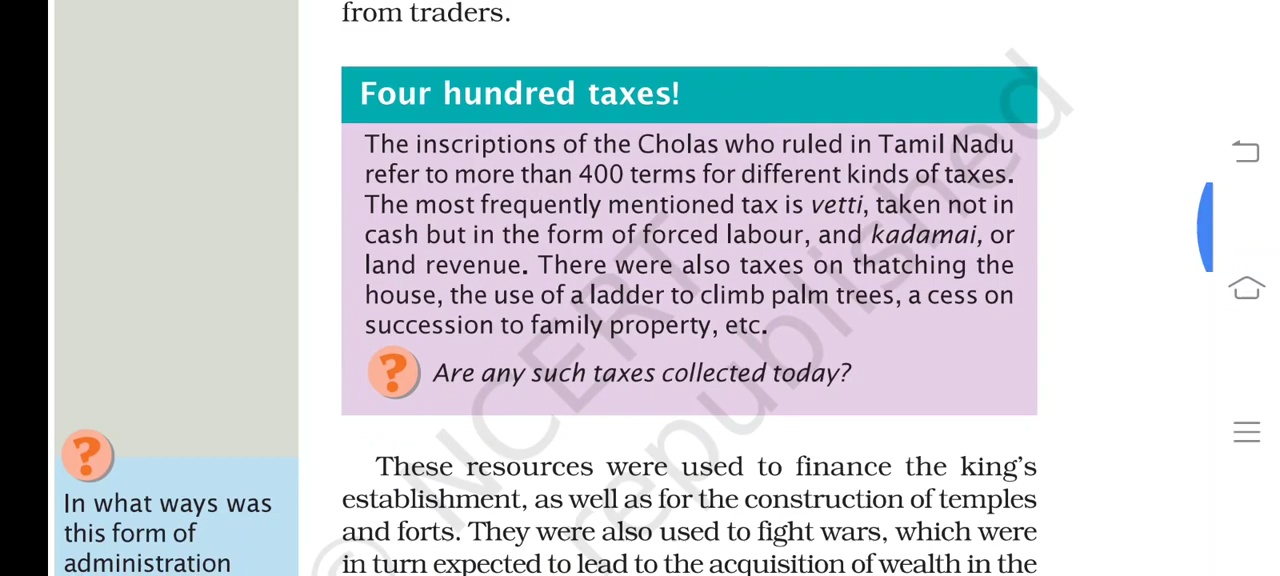 from traders.
Four hundred taxes!
The inscriptions of the Cholas who ruled in Tamil Nadu
refer to more than 400 terms for different kinds of taxes.
The most frequently mentioned tax is vetti, taken not in
cash but in the form of forced labour, and kadamai, or
land revenue. There were also taxes on thatching the
house, the use of a ladder to climb palm trees, a cess on
succession to family property, etc.
? Are any such taxes collected today?
These resources were used to finance the king's
establishment, as well as for the construction of temples
and forts. They were also used to fight wars, which were
in turn expected to lead to the acquisition of wealth in the
?
In what ways was
this form of
administration
© NCERT
republished